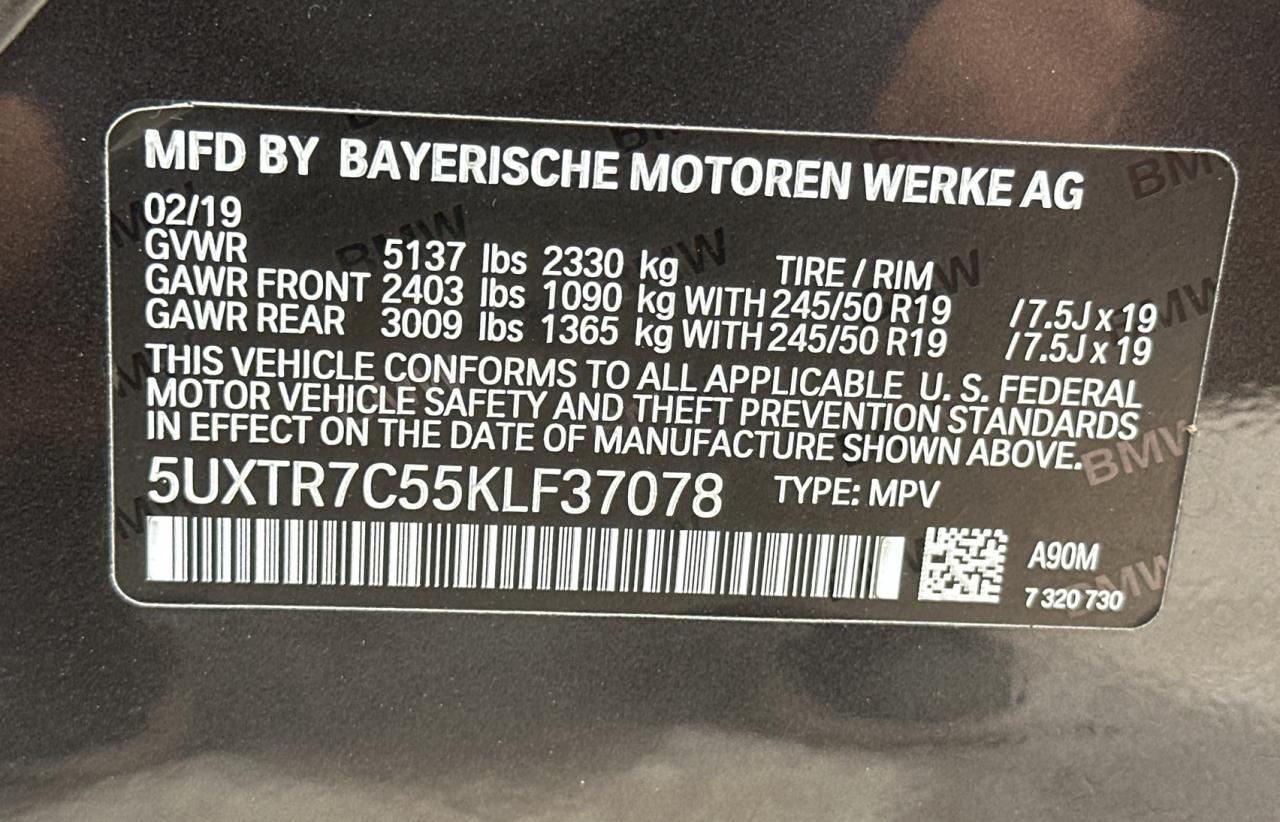 MFD BY BAYERISCHE MOTOREN WERKE AG
02/19
GVWR 5137 lbs 2330 kg TIRE / RIM
GAWR FRONT 2403 lbs 1090 kg WITH 245/50 R19 / 7.5J x 19
GAWR REAR 3009 lbs 1365 kg WITH 245/50 R19 / 7.5J x 19
THIS VEHICLE CONFORMS TO ALL APPLICABLE U. S. FEDERAL
MOTOR VEHICLE SAFETY AND THEFT PREVENTION STANDARDS
IN EFFECT ON THE DATE OF MANUFACTURE SHOWN ABOVE.
5UXTR7C55KLF37078 TYPE: MPV
A90M
7 320 730